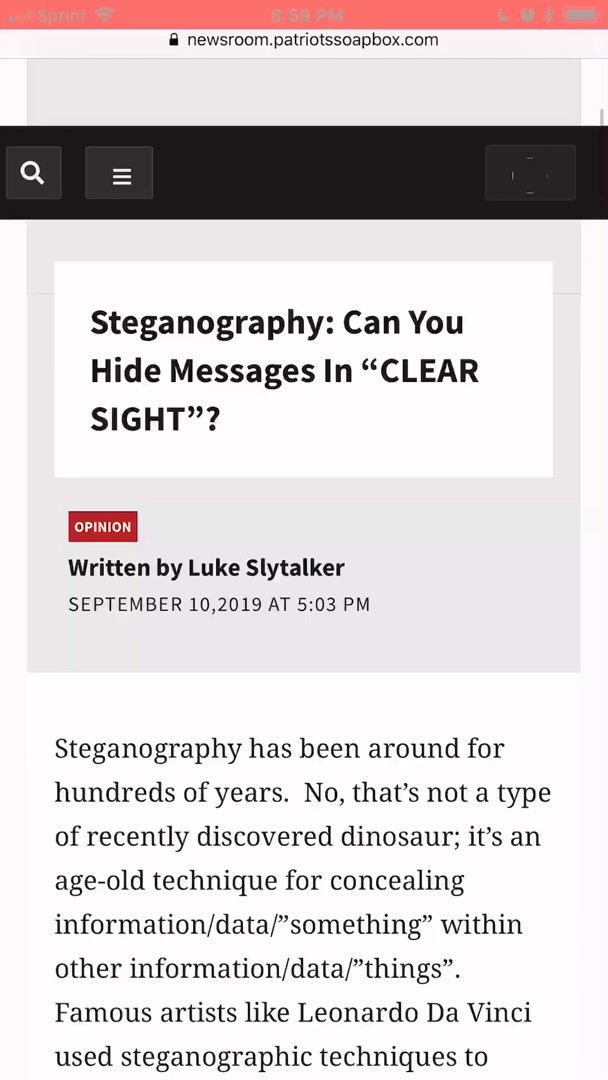 Sprint 8:59 PM
newsroom.patriotssoapbox.com
Steganography: Can You
Hide Messages In “CLEAR
SIGHT”?
OPINION
Written by Luke Slytalker
SEPTEMBER 10,2019 AT 5:03 PM
Steganography has been around for
hundreds of years.  No, that’s not a type
of recently discovered dinosaur; it’s an
age-old technique for concealing
information/data/”something” within
other information/data/”things”.
Famous artists like Leonardo Da Vinci
used steganographic techniques to